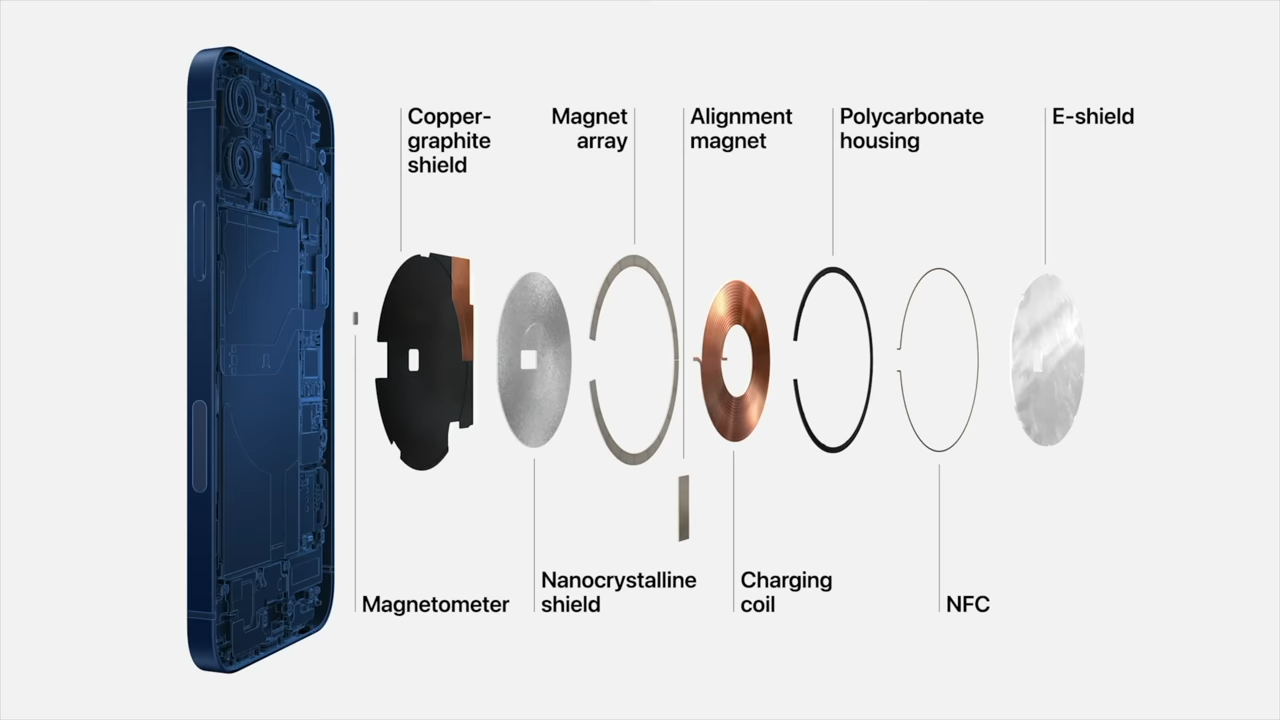 Copper-
graphite
shield
Magnet
array
Alignment
magnet
Polycarbonate
housing
E-shield
Magnetometer
Nanocrystalline
shield
Charging
coil
NFC